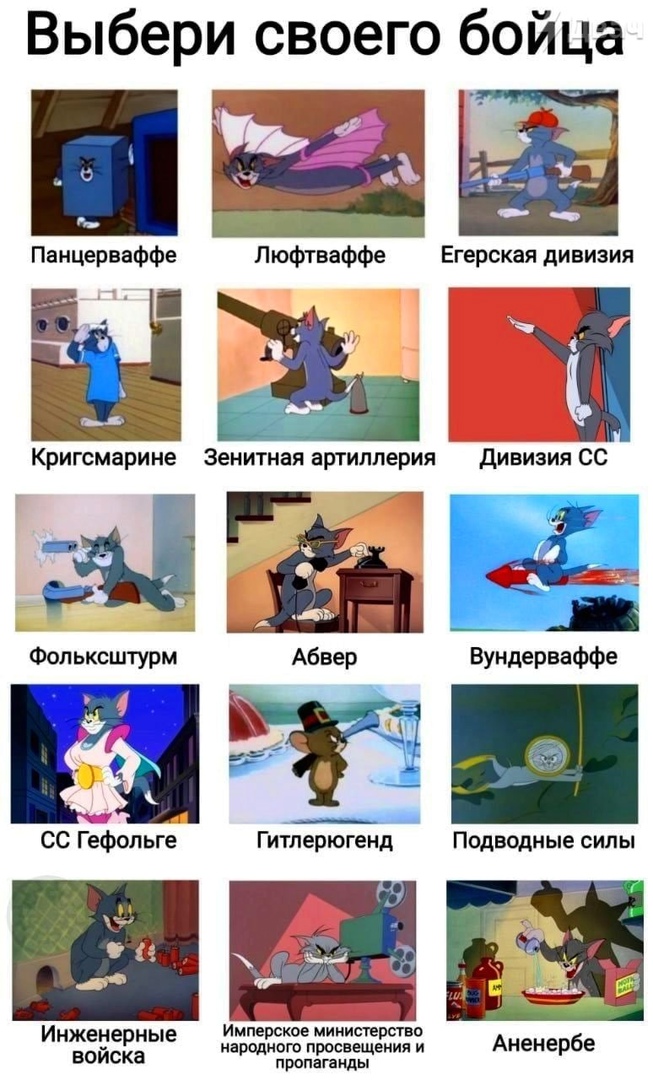 Выбери своего бойца
Панцерваффе
Люфтваффе
Егерская дивизия
Кригсмарине
Зенитная артиллерия
Дивизия СС
Фольксштурм
Абвер
Вундерваффе
СС Гефольге
Гитлерюгенд
Подводные силы
Инженерные
войска
Имперское министерство
народного просвещения и
пропаганды
Аненербе